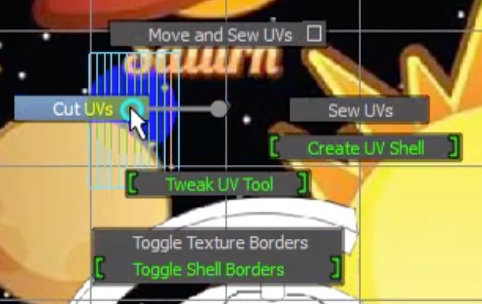 Move and Sew UVs
Saturn
Cut UVs
Sew UVs
Create UV Shell
Tweak UV Tool
Toggle Texture Borders
Toggle Shell Borders